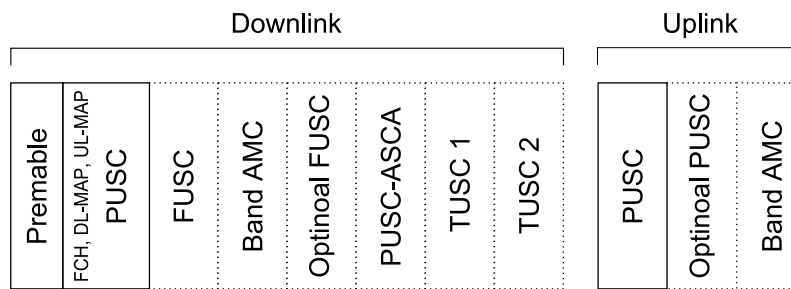 Downlink
Uplink
Premable
FCH, DL-MAP, UL-MAP
PUSC
FUSC
Band AMC
Optinoal FUSC
PUSC-ASCA
TUSC 1
TUSC 2
PUSC
Optinoal PUSC
Band AMC